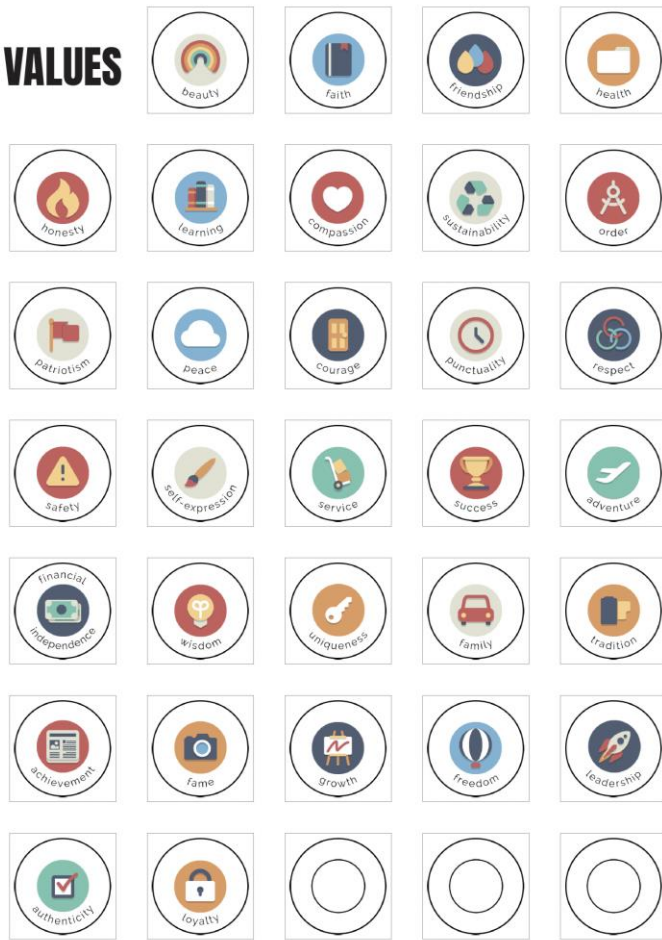 VALUES
beauty
faith
friendship
health
honesty
learning
compassion
sustainability
order
patriotism
peace
courage
punctuality
respect
safety
self-expression
service
success
adventure
financial
independence
wisdom
uniqueness
family
tradition
achievement
fame
growth
freedom
leadership
authenticity
loyalty